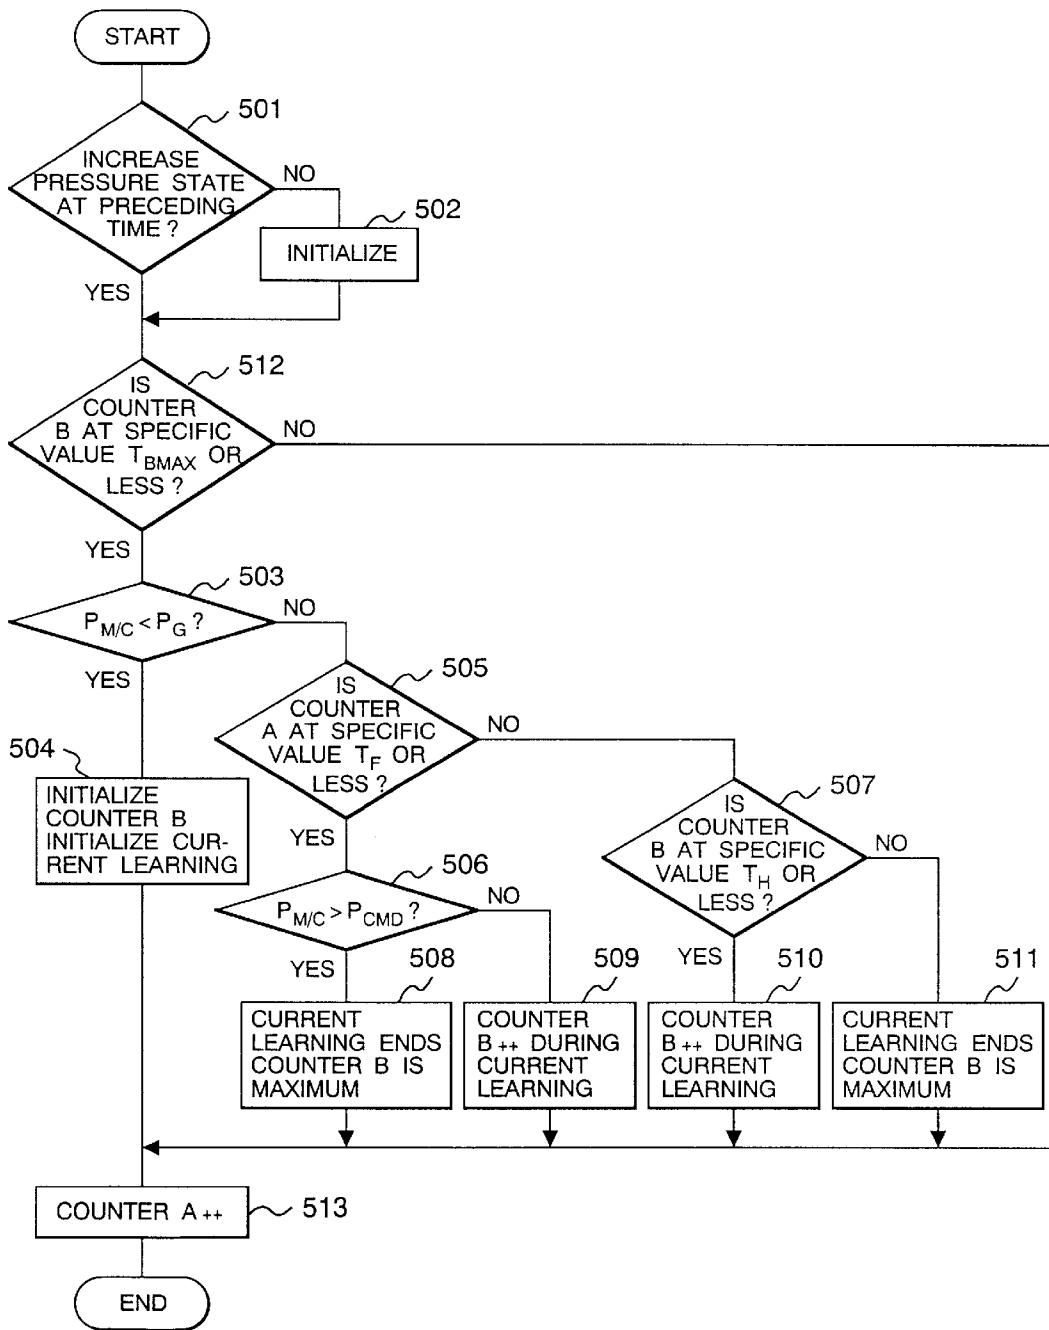 START
501
INCREASE
PRESSURE STATE
AT PRECEDING
TIME?
NO
502
INITIALIZE
YES
512
IS
COUNTER
B AT SPECIFIC
VALUE T_BMAX OR
LESS?
NO
YES
503
P_M/C < P_G ?
NO
YES
505
IS
COUNTER
A AT SPECIFIC
VALUE T_F OR
LESS?
NO
504
INITIALIZE
COUNTER B
INITIALIZE CUR-
RENT LEARNING
507
IS
COUNTER
B AT SPECIFIC
VALUE T_H OR
LESS?
NO
YES
506
P_M/C > P_CMD ?
NO
YES
YES
508
CURRENT
LEARNING ENDS
COUNTER B IS
MAXIMUM
509
COUNTER
B++ DURING
CURRENT
LEARNING
510
COUNTER
B++ DURING
CURRENT
LEARNING
511
CURRENT
LEARNING ENDS
COUNTER B IS
MAXIMUM
COUNTER A++
513
END